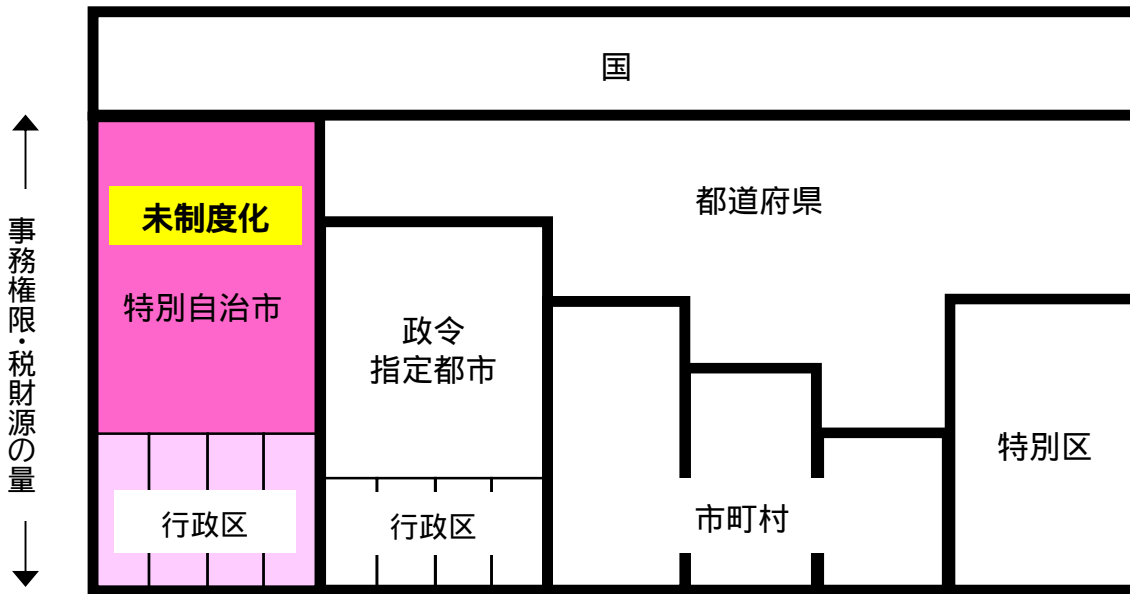 国
事務権限・税財源の量
未制度化
特別自治市
行政区
都道府県
政令
指定都市
行政区
市町村
特別区